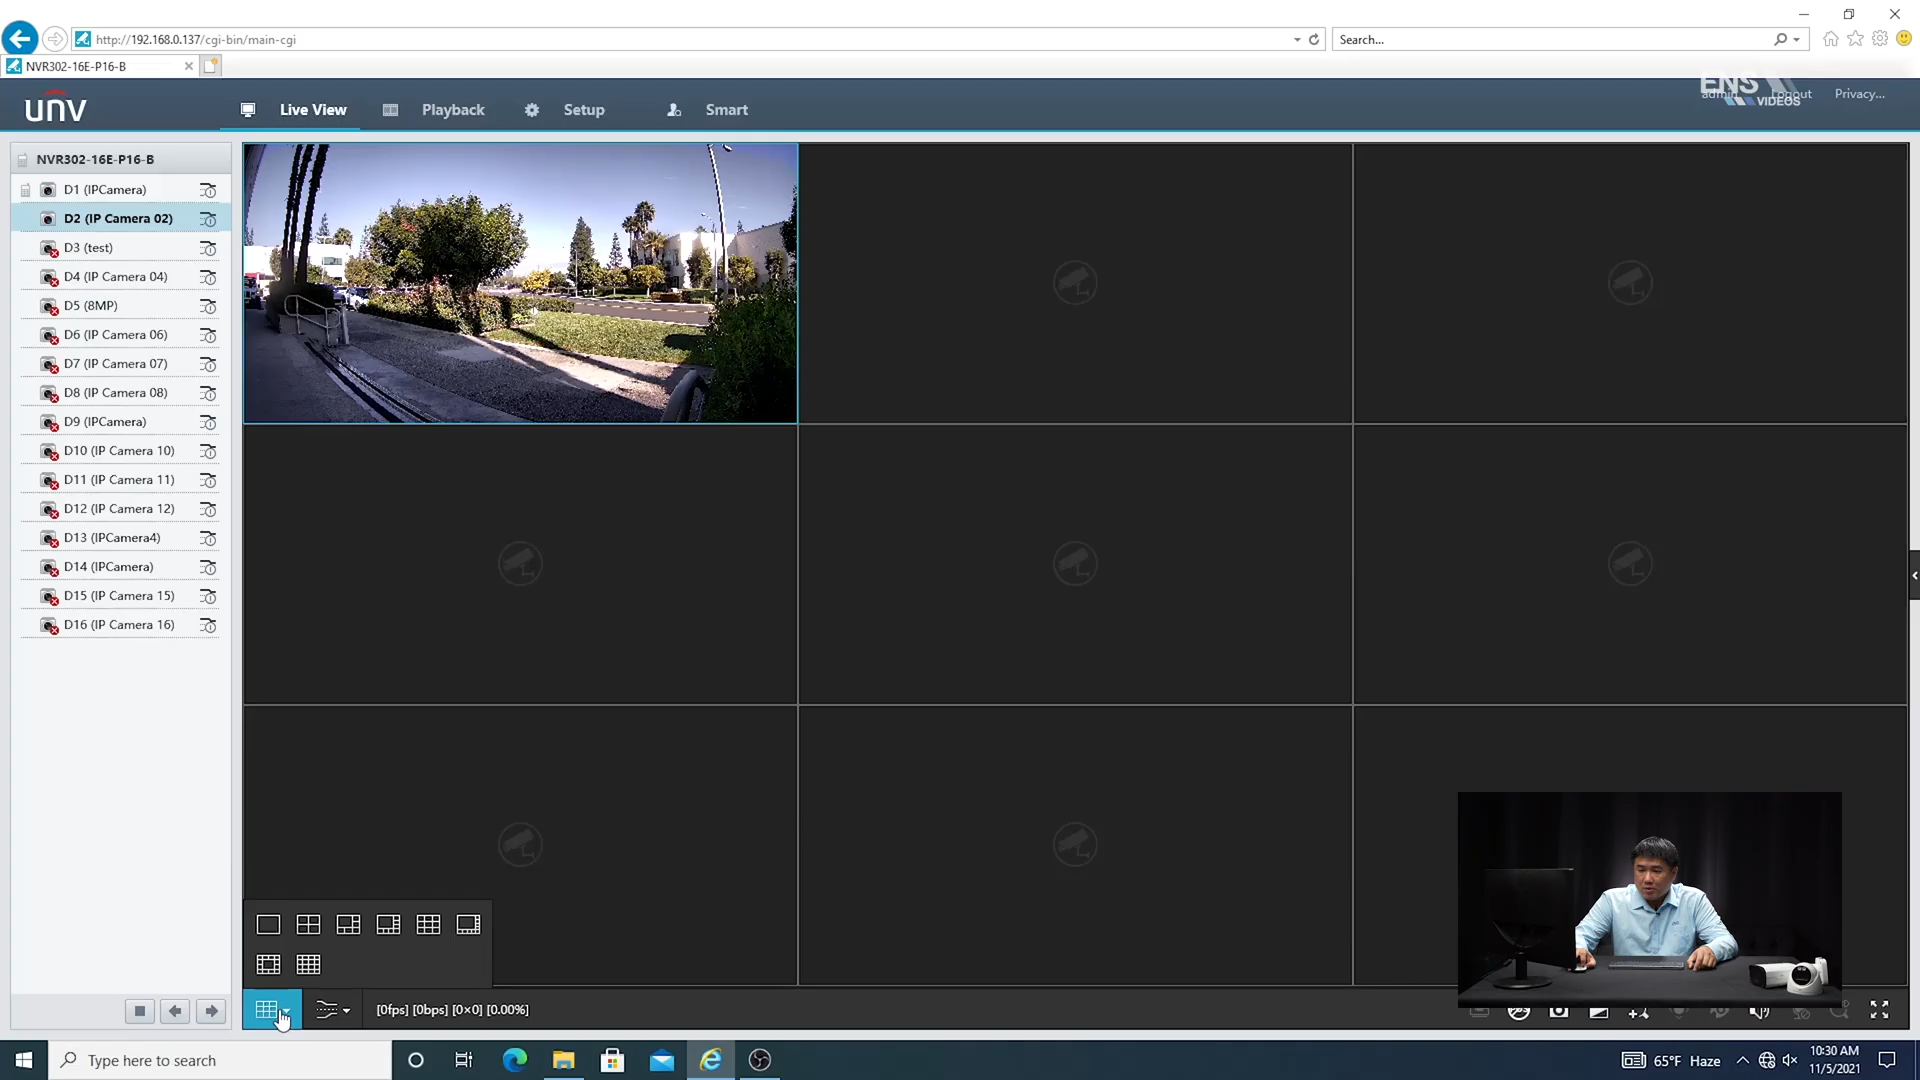 http://192.168.0.137/cgi-bin/main-cgi
Search...
NVR302-16E-P16-B
unv
Live View
Playback
Setup
Smart
admin
Logout
Privacy...
ENS
VIDEOS
NVR302-16E-P16-B
D1 (IPCamera)
D2 (IP Camera 02)
D3 (test)
D4 (IP Camera 04)
D5 (8MP)
D6 (IP Camera 06)
D7 (IP Camera 07)
D8 (IP Camera 08)
D9 (IPCamera)
D10 (IP Camera 10)
D11 (IP Camera 11)
D12 (IP Camera 12)
D13 (IPCamera4)
D14 (IPCamera)
D15 (IP Camera 15)
D16 (IP Camera 16)
[0fps] [0bps] [0×0] [0.00%]
Type here to search
65°F Haze
10:30 AM
11/5/2021